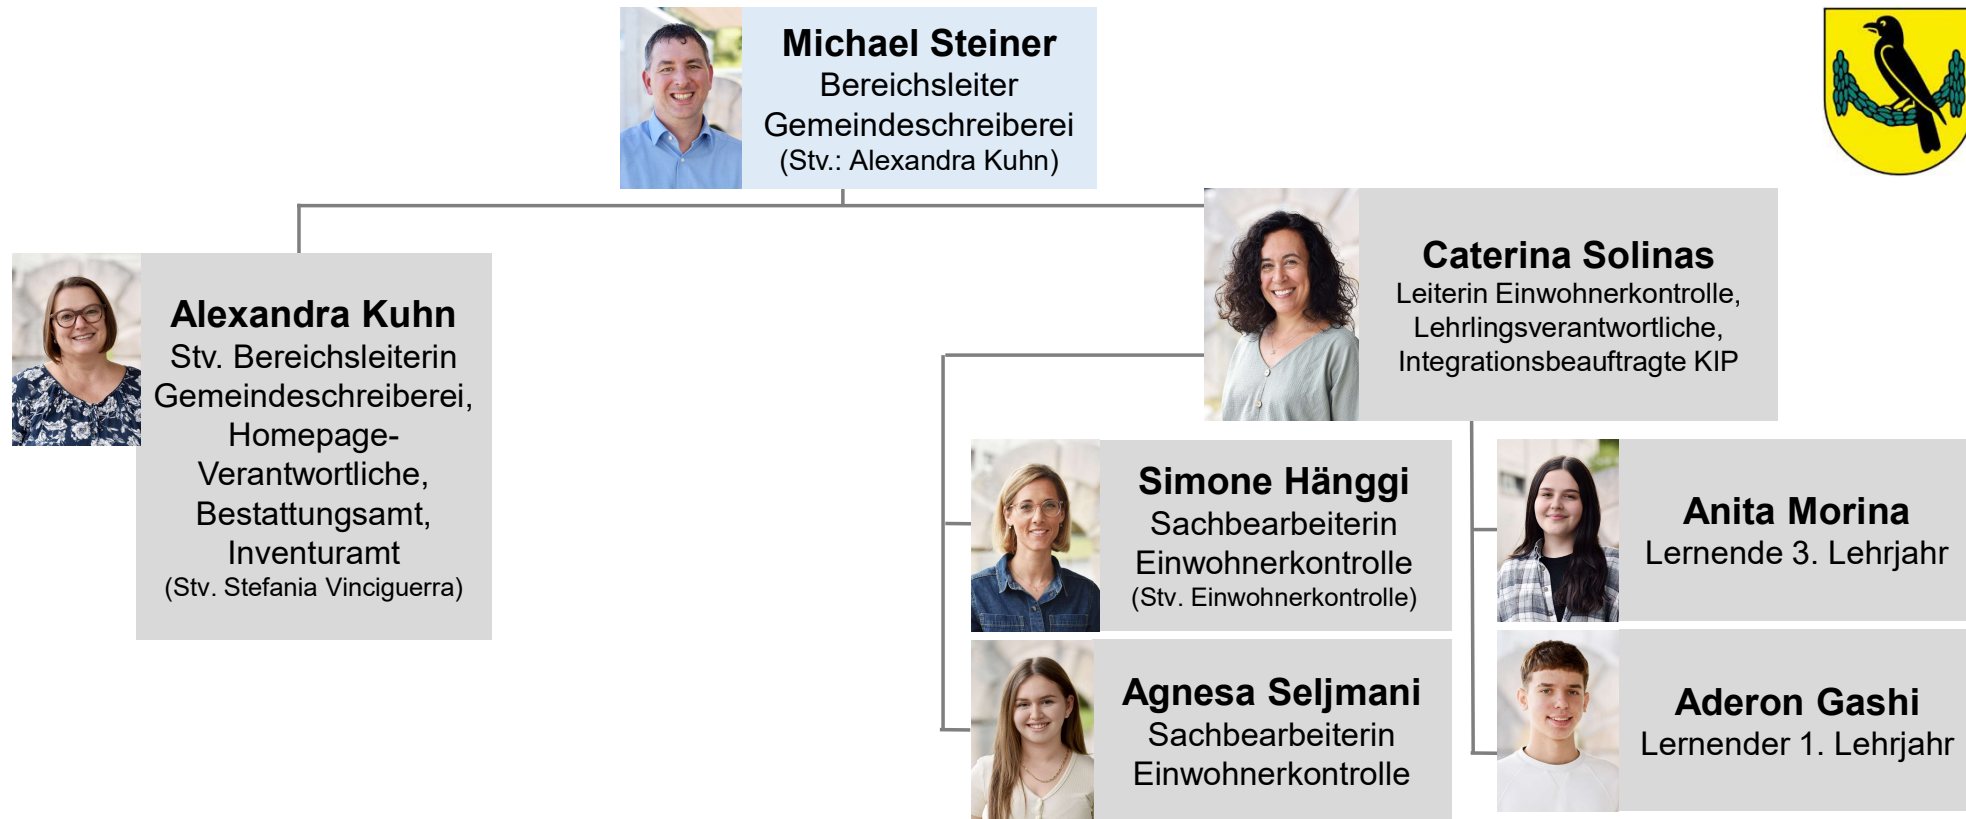 Michael Steiner
Bereichsleiter
Gemeindeschreiberei
(Stv.: Alexandra Kuhn)
Alexandra Kuhn
Stv. Bereichsleiterin
Gemeindeschreiberei,
Homepage-
Verantwortliche,
Bestattungsamt,
Inventuramt
(Stv. Stefania Vinciguerra)
Caterina Solinas
Leiterin Einwohnerkontrolle,
Lehrlingsverantwortliche,
Integrationsbeauftragte KIP
Simone Hänggi
Sachbearbeiterin
Einwohnerkontrolle
(Stv. Einwohnerkontrolle)
Agnesa Seljmani
Sachbearbeiterin
Einwohnerkontrolle
Anita Morina
Lernende 3. Lehrjahr
Aderon Gashi
Lernender 1. Lehrjahr